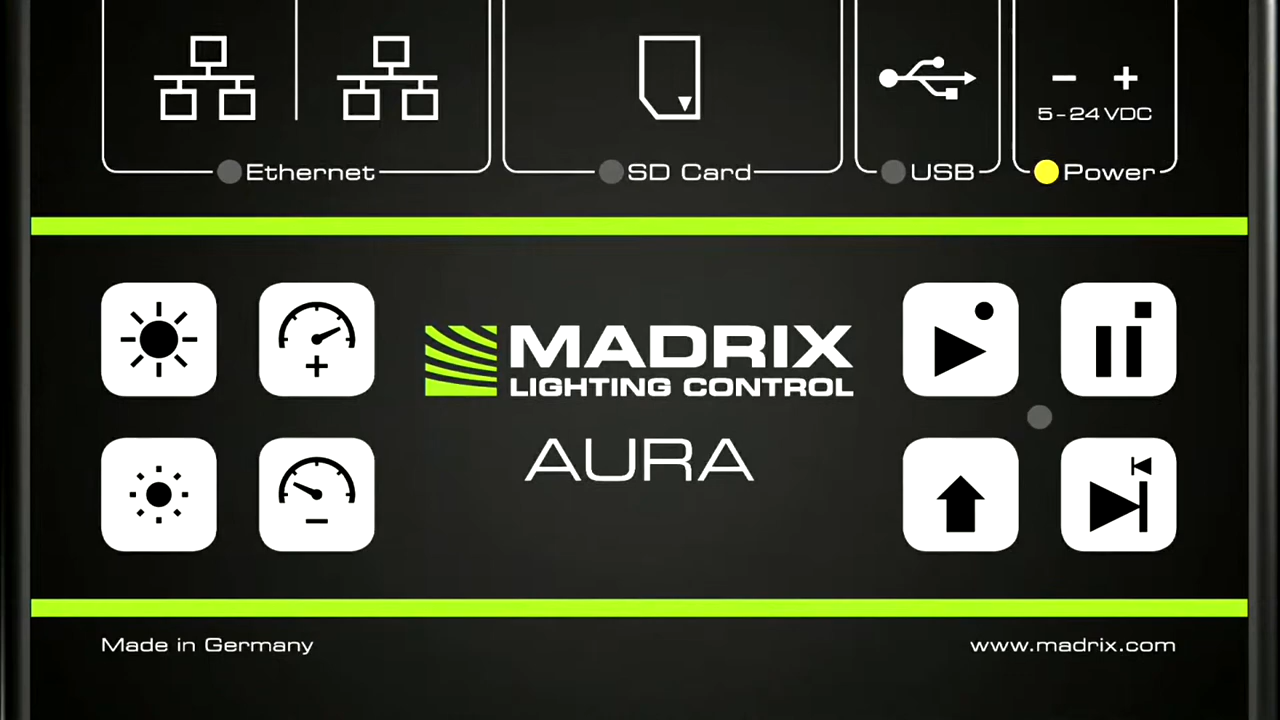 − +
5-24 VDC
Ethernet
SD Card
USB
Power
MADRIX
LIGHTING CONTROL
AURA
Made in Germany
www.madrix.com